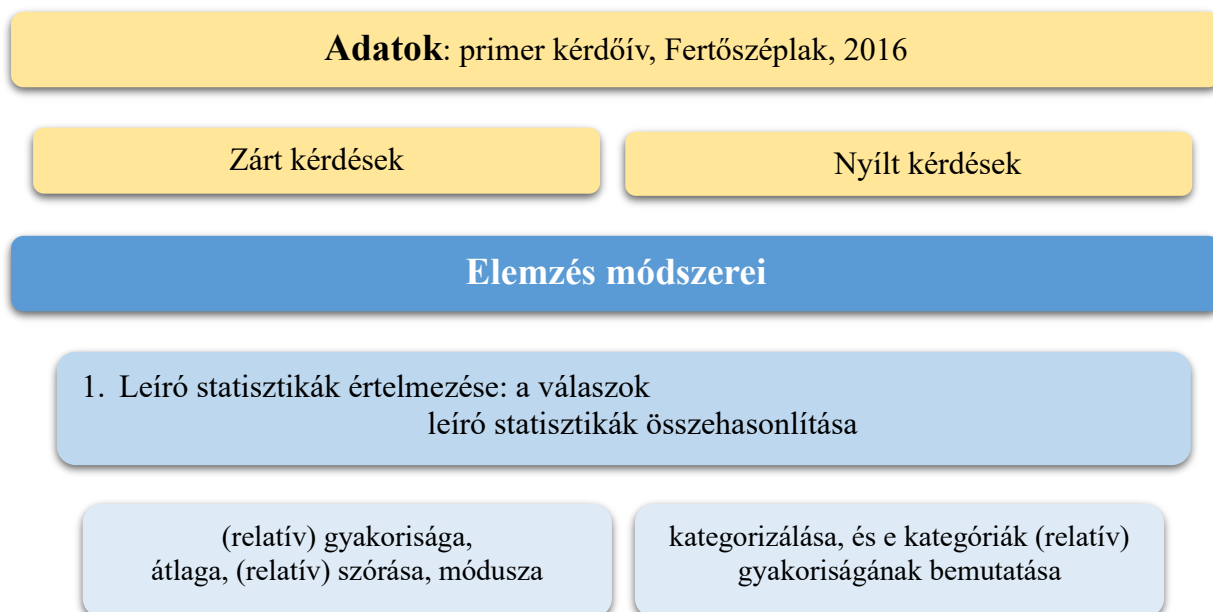 Adatok: primer kérdőív, Fertőszéplak, 2016
Zárt kérdések
Nyílt kérdések
Elemzés módszerei
1. Leíró statisztikák értelmezése: a válaszok
leíró statisztikák összehasonlítása
(relatív) gyakorisága,
átlaga, (relatív) szórása, módusza
kategorizálása, és e kategóriák (relatív)
gyakoriságának bemutatása